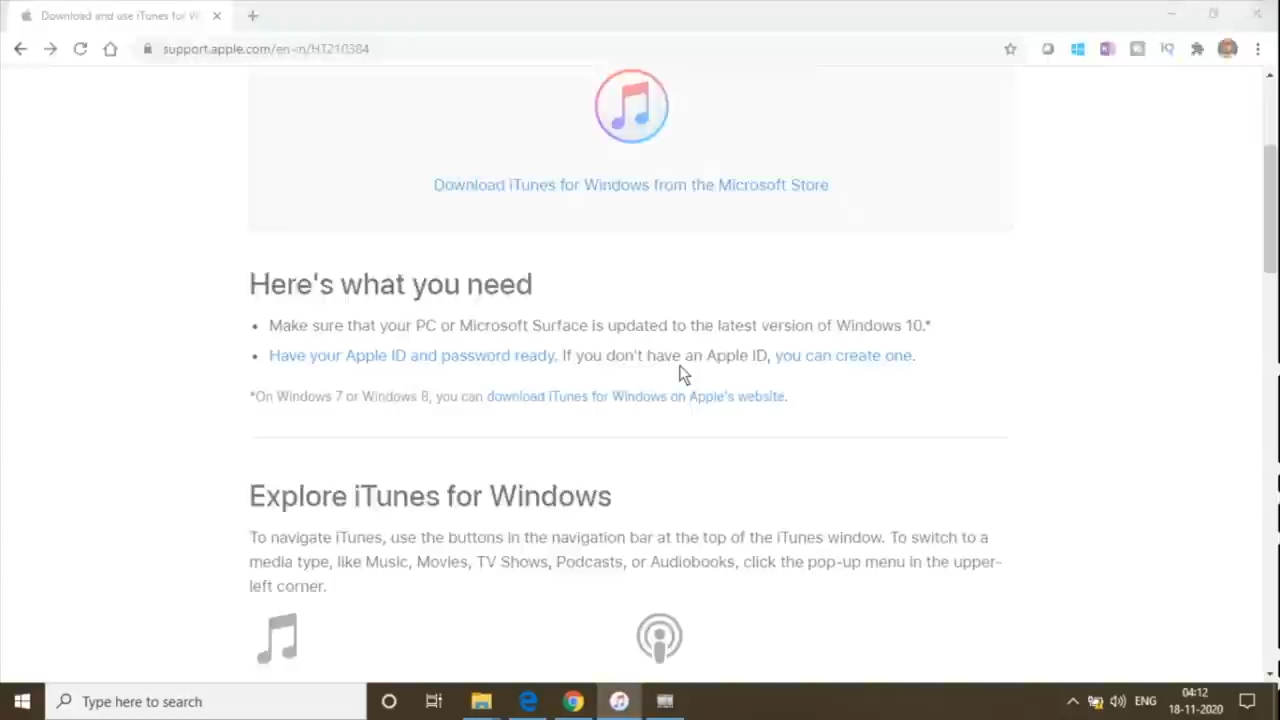 Download and use iTunes for W
support.apple.com/en-in/HT210384
Download iTunes for Windows from the Microsoft Store
Here's what you need
• Make sure that your PC or Microsoft Surface is updated to the latest version of Windows 10.*
• Have your Apple ID and password ready. If you don't have an Apple ID, you can create one.
*On Windows 7 or Windows 8, you can download iTunes for Windows on Apple's website.
Explore iTunes for Windows
To navigate iTunes, use the buttons in the navigation bar at the top of the iTunes window. To switch to a
media type, like Music, Movies, TV Shows, Podcasts, or Audiobooks, click the pop-up menu in the upper-
left corner.
Type here to search
ENG
04:12
18-11-2020